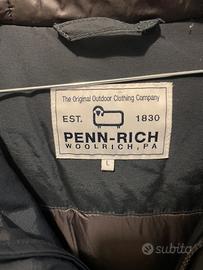 The Original Outdoor Clothing Company
EST. 1830
PENN-RICH
WOOLRICH, PA
L
subito